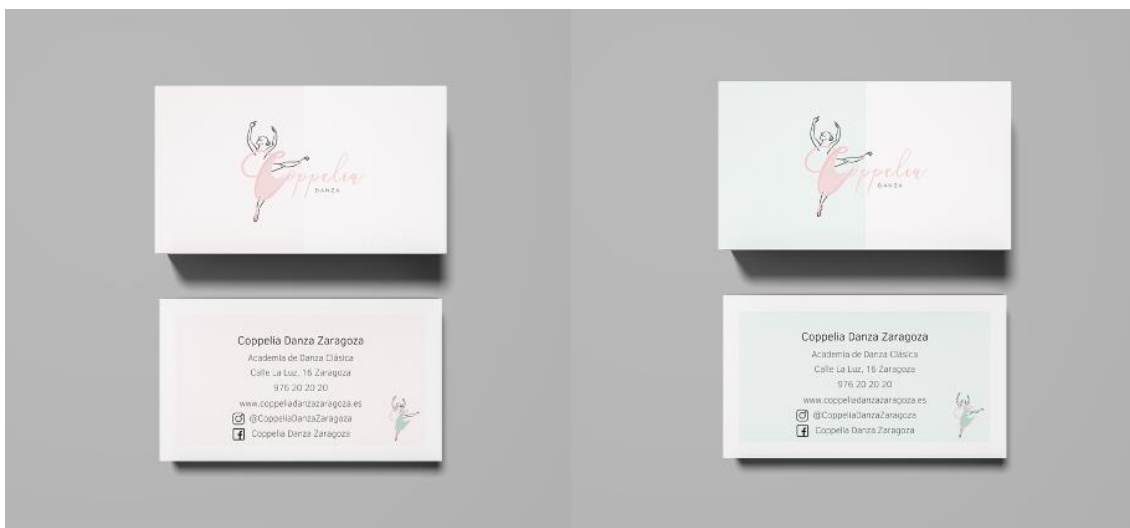 Coppelia
DANZA
Coppelia Danza Zaragoza
Academia de Danza Clásica
Calle La Luz, 16 Zaragoza
976 20 20 20
www.coppeliadanzazaragoza.es
@CoppeliaDanzaZaragoza
Coppelia Danza Zaragoza
Coppelia
DANZA
Coppelia Danza Zaragoza
Academia de Danza Clásica
Calle La Luz, 16 Zaragoza
976 20 20 20
www.coppeliadanzazaragoza.es
@CoppeliaDanzaZaragoza
Coppelia Danza Zaragoza